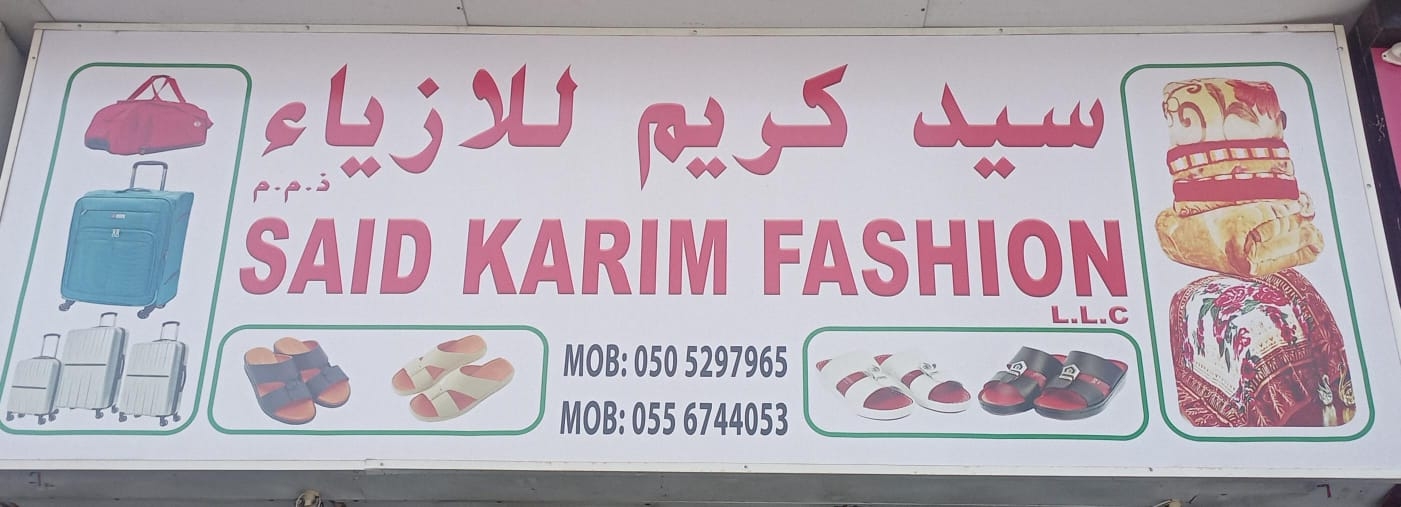 سيد كريم للازياء
ذ.م.م
SAID KARIM FASHION
L.L.C
MOB: 050 5297965
MOB: 055 6744053